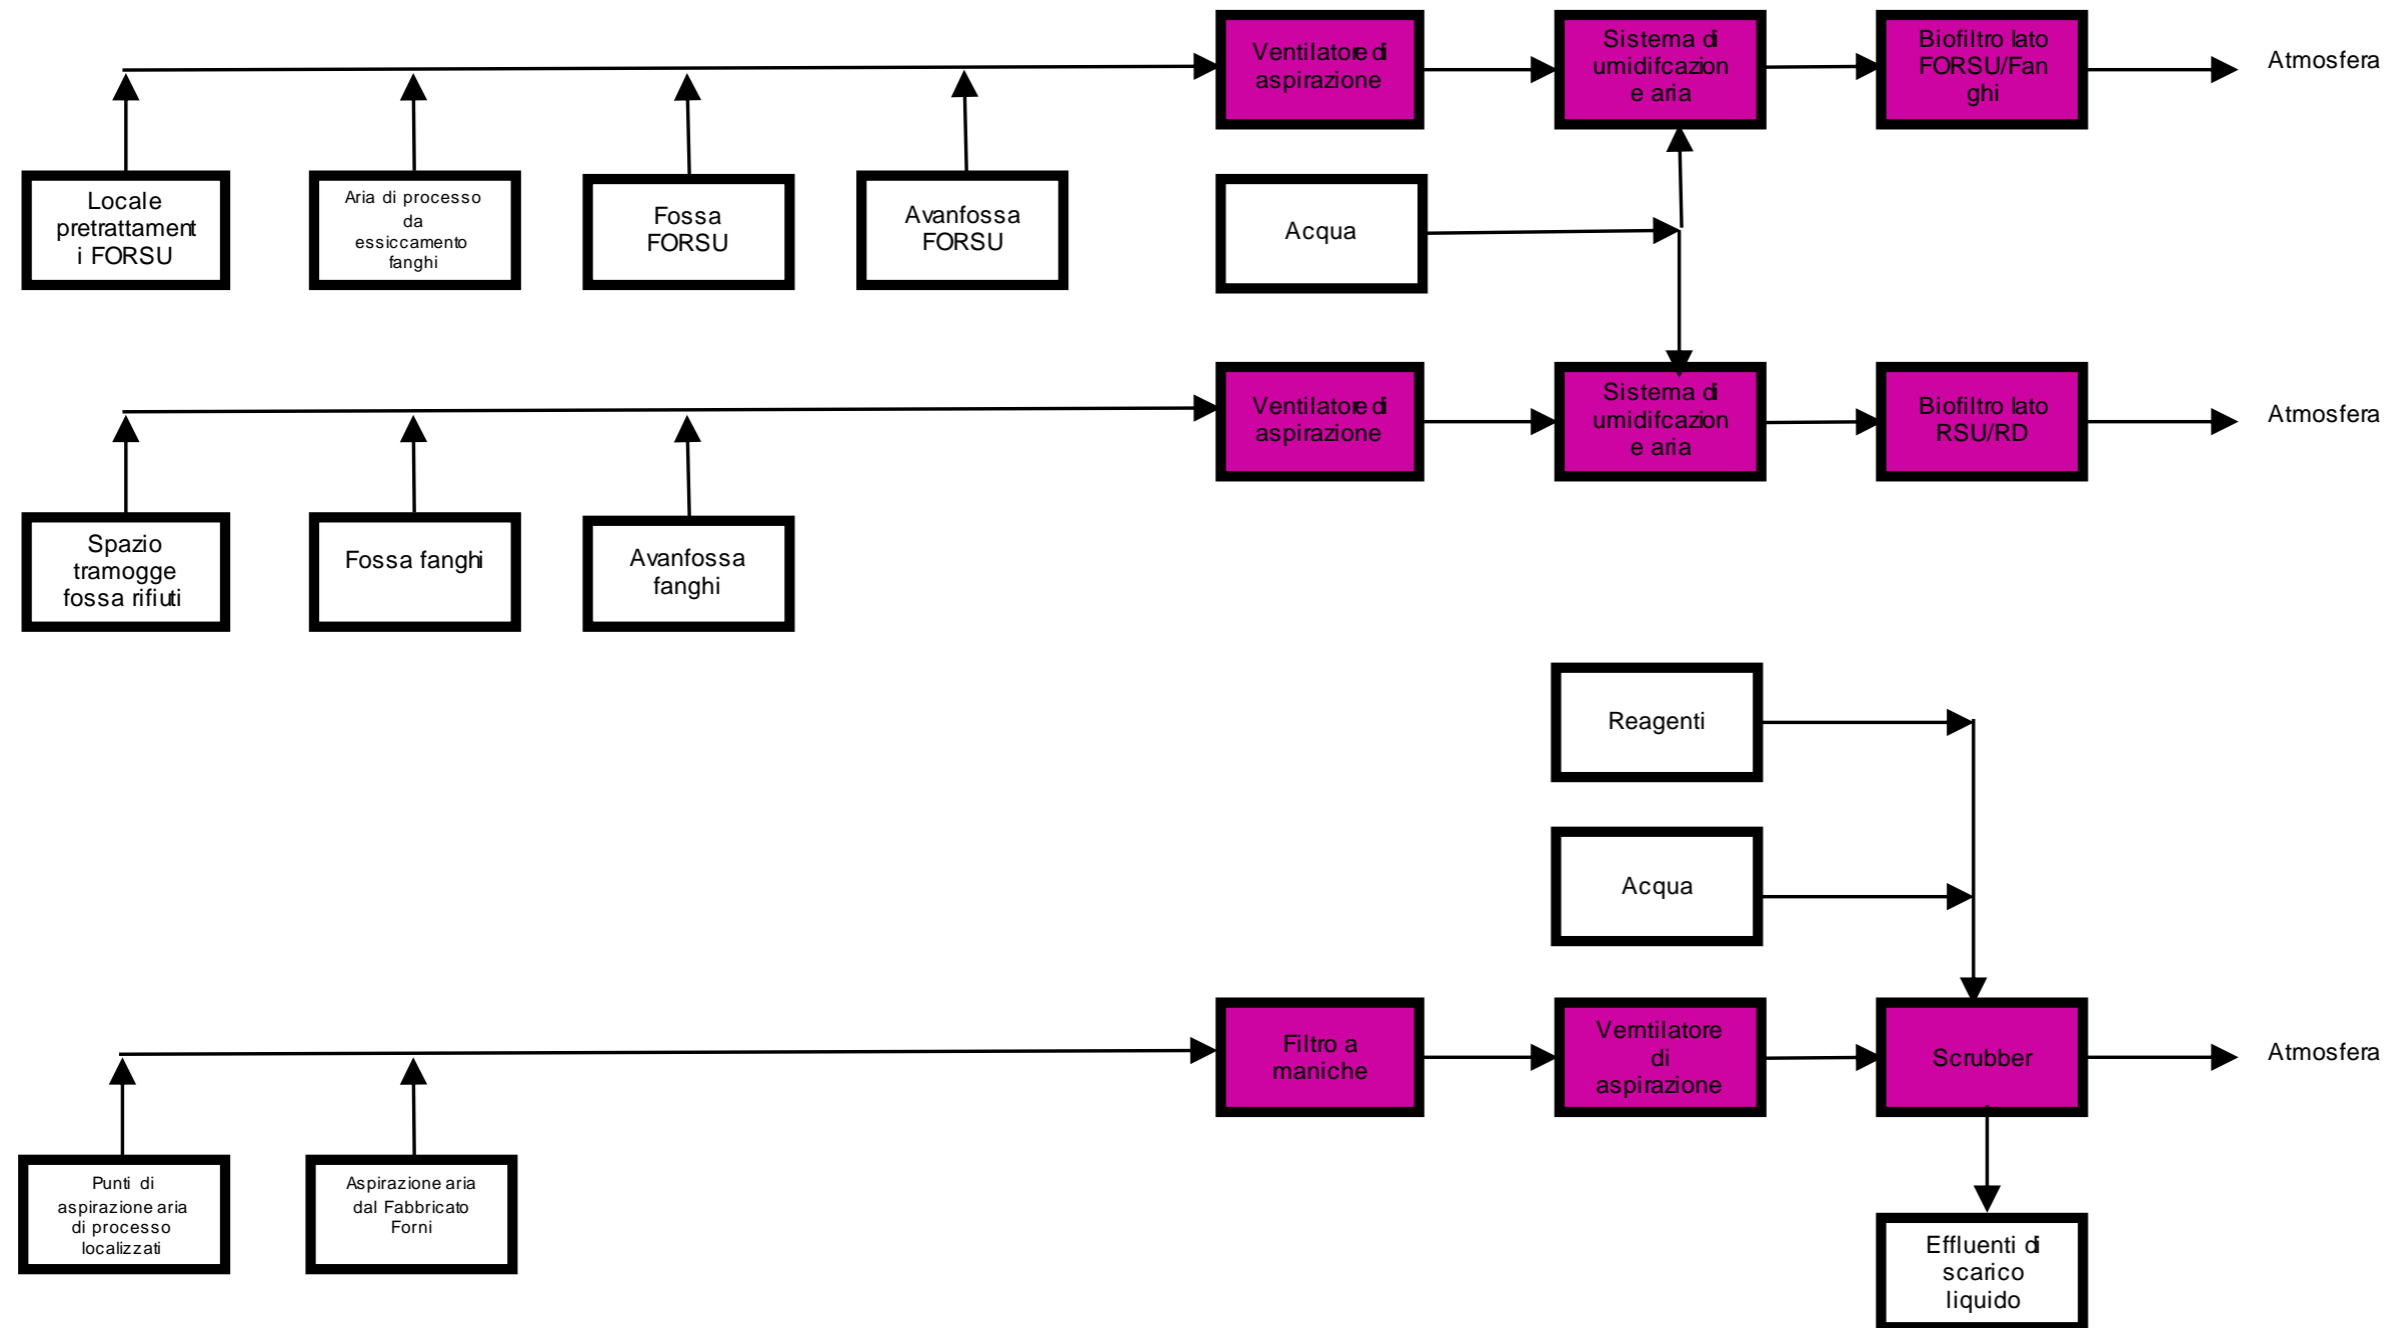 Ventilatore di
aspirazione
Sistema di
umidifcazion
e aria
Biofiltro lato
FORSU/Fan
ghi
Atmosfera
Locale
pretrattament
i FORSU
Aria di processo
da
essiccamento
fanghi
Fossa
FORSU
Avanfossa
FORSU
Acqua
Ventilatore di
aspirazione
Sistema di
umidifcazion
e aria
Biofiltro lato
RSU/RD
Atmosfera
Spazio
tramogge
fossa rifiuti
Fossa fanghi
Avanfossa
fanghi
Reagenti
Acqua
Filtro a
maniche
Verntilatore
di
aspirazione
Scrubber
Atmosfera
Punti di
aspirazione aria
di processo
localizzati
Aspirazione aria
dal Fabbricato
Forni
Effluenti di
scarico
liquido